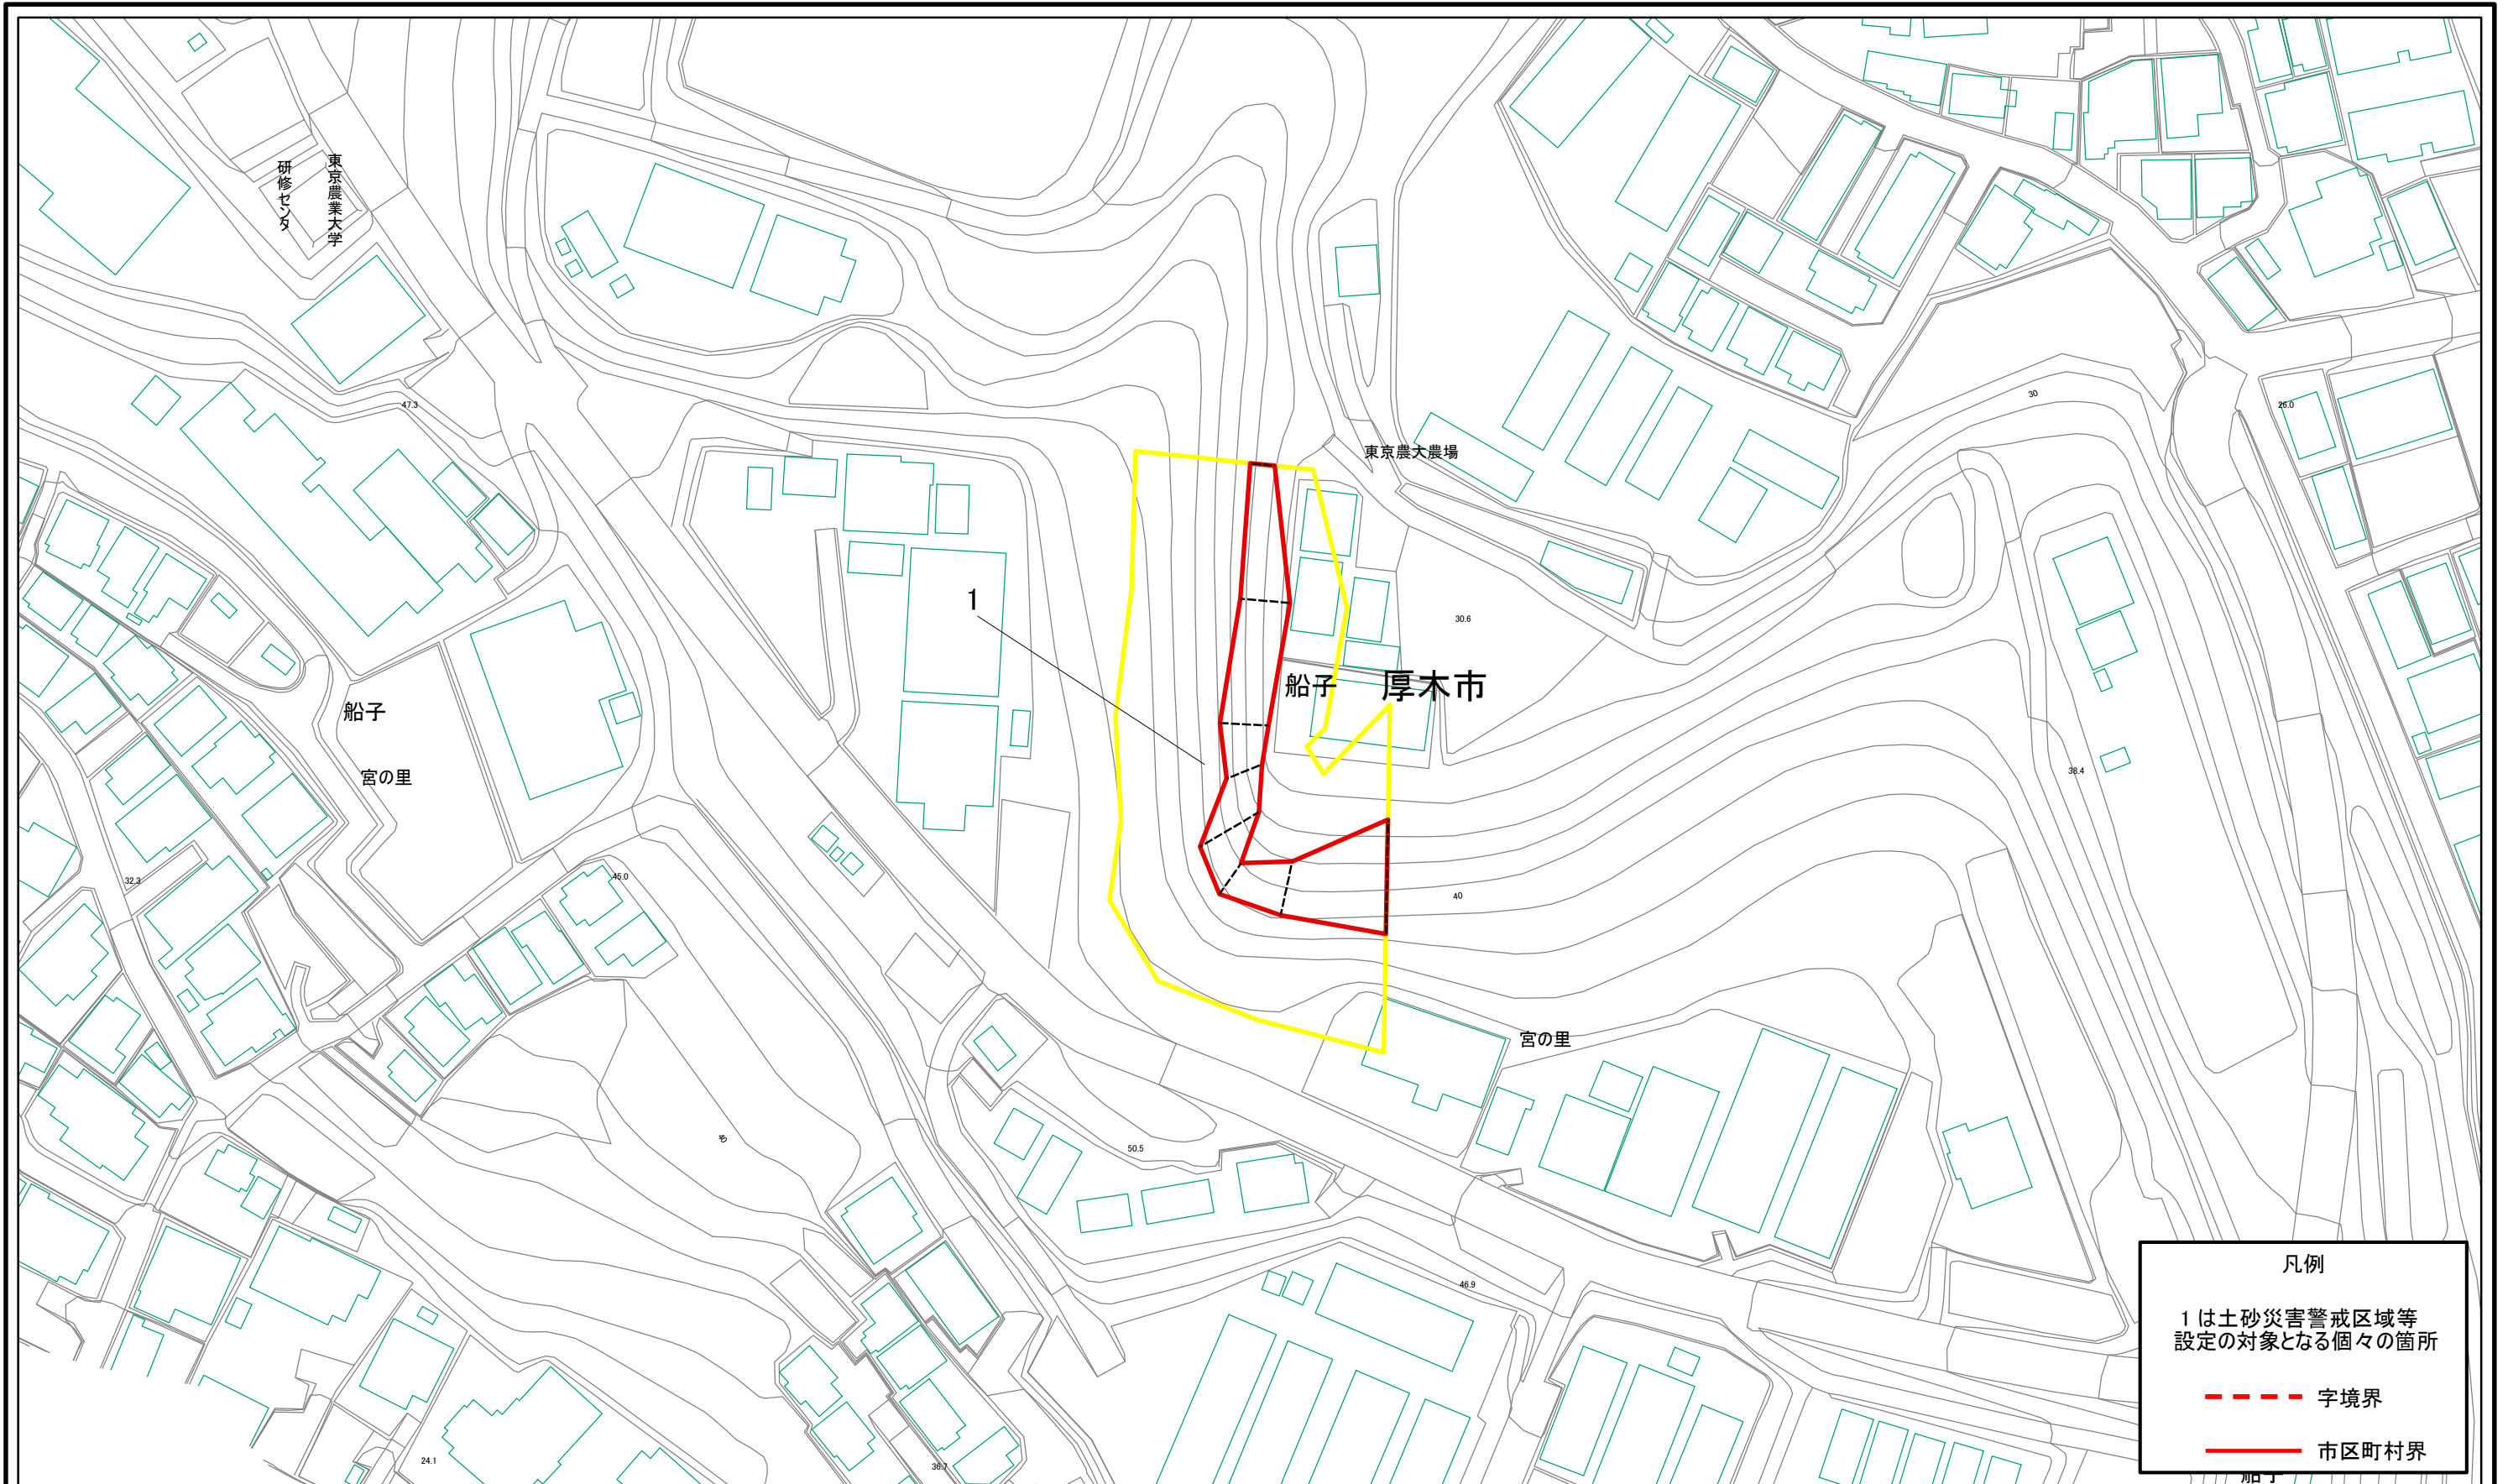 東京農業大学
研修センタ
47.3
26.0
30
東京農大農場
1
30.6
船子
厚木市
船子
宮の里
38.4
32.3
45.0
40
宮の里
50.5
46.9
24.1
36.7
凡例
1は土砂災害警戒区域等
設定の対象となる個々の箇所
字境界
市区町村界
船子